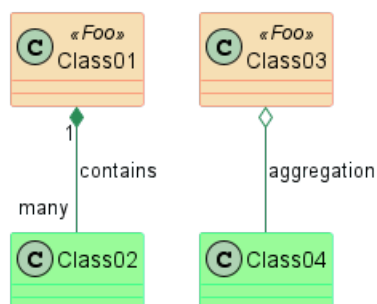 C «Foo» Class01
C «Foo» Class03
1
contains
aggregation
many
C Class02
C Class04